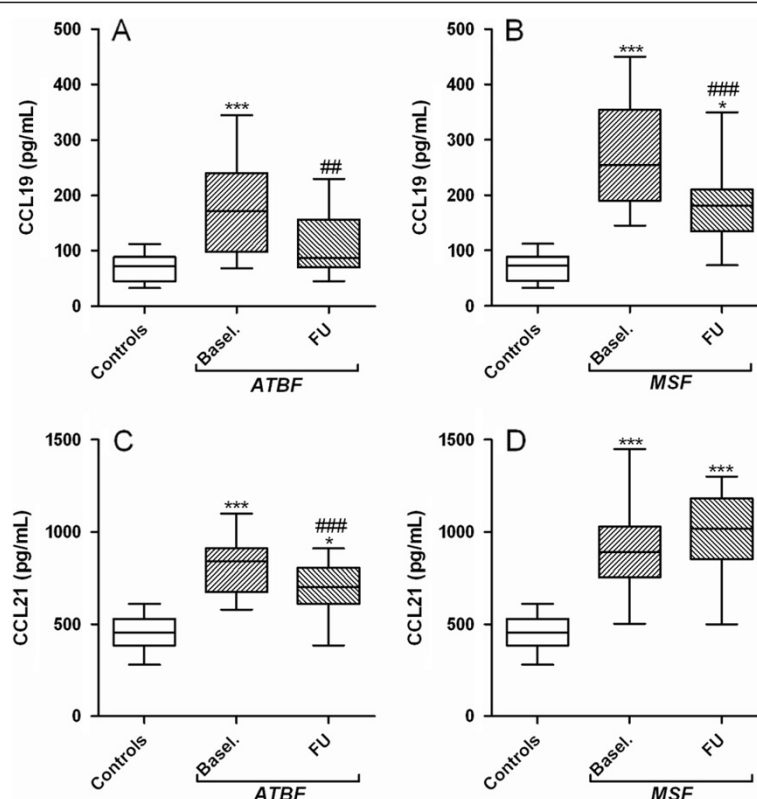 A
500
400
300
200
100
0
CCL19 (pg/mL)
***
##
Controls
Basel.
FU
ATBF
B
500
400
300
200
100
0
CCL19 (pg/mL)
***
###
*
Controls
Basel.
FU
MSF
C
1500
1000
500
0
CCL21 (pg/mL)
***
###
*
Controls
Basel.
FU
ATBF
D
1500
1000
500
0
CCL21 (pg/mL)
***
***
Controls
Basel.
FU
MSF